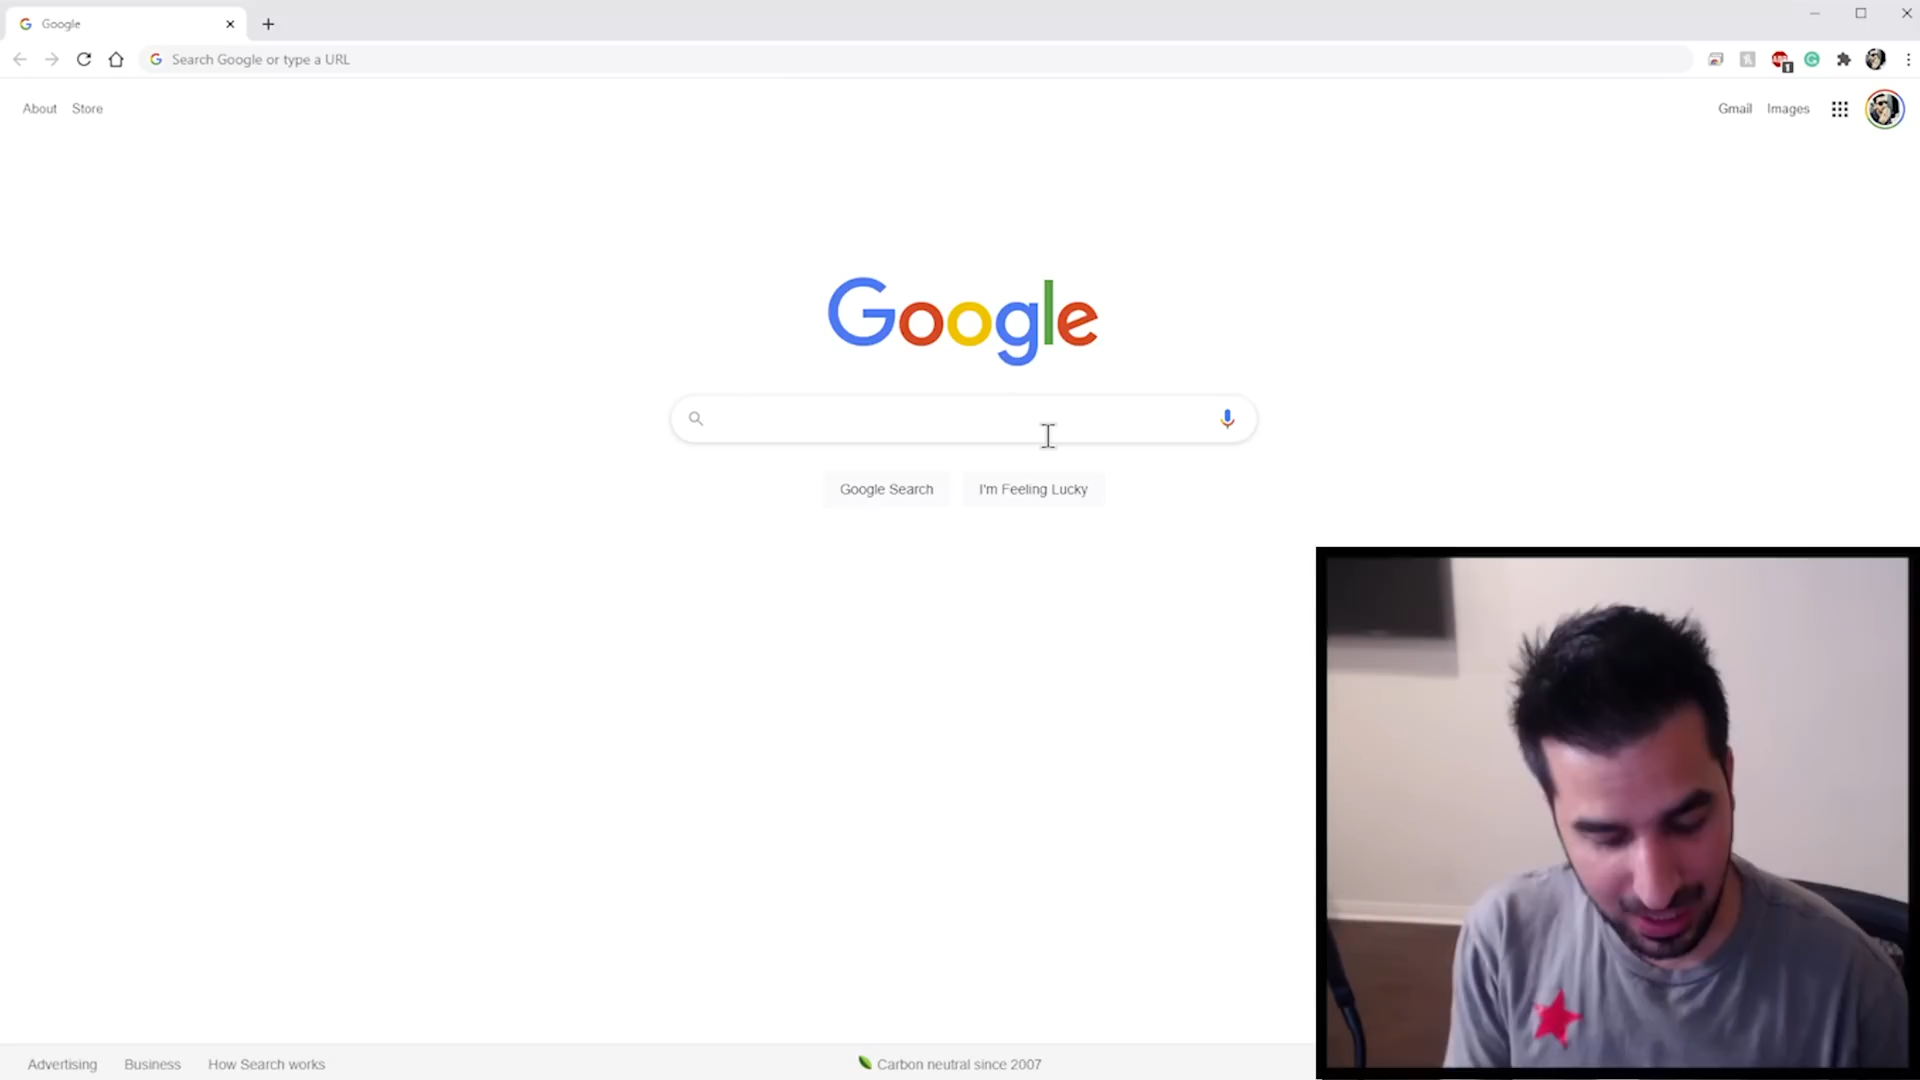 Google
Search Google or type a URL
About Store
Gmail Images
Google
Google Search I'm Feeling Lucky
Advertising Business How Search works
Carbon neutral since 2007